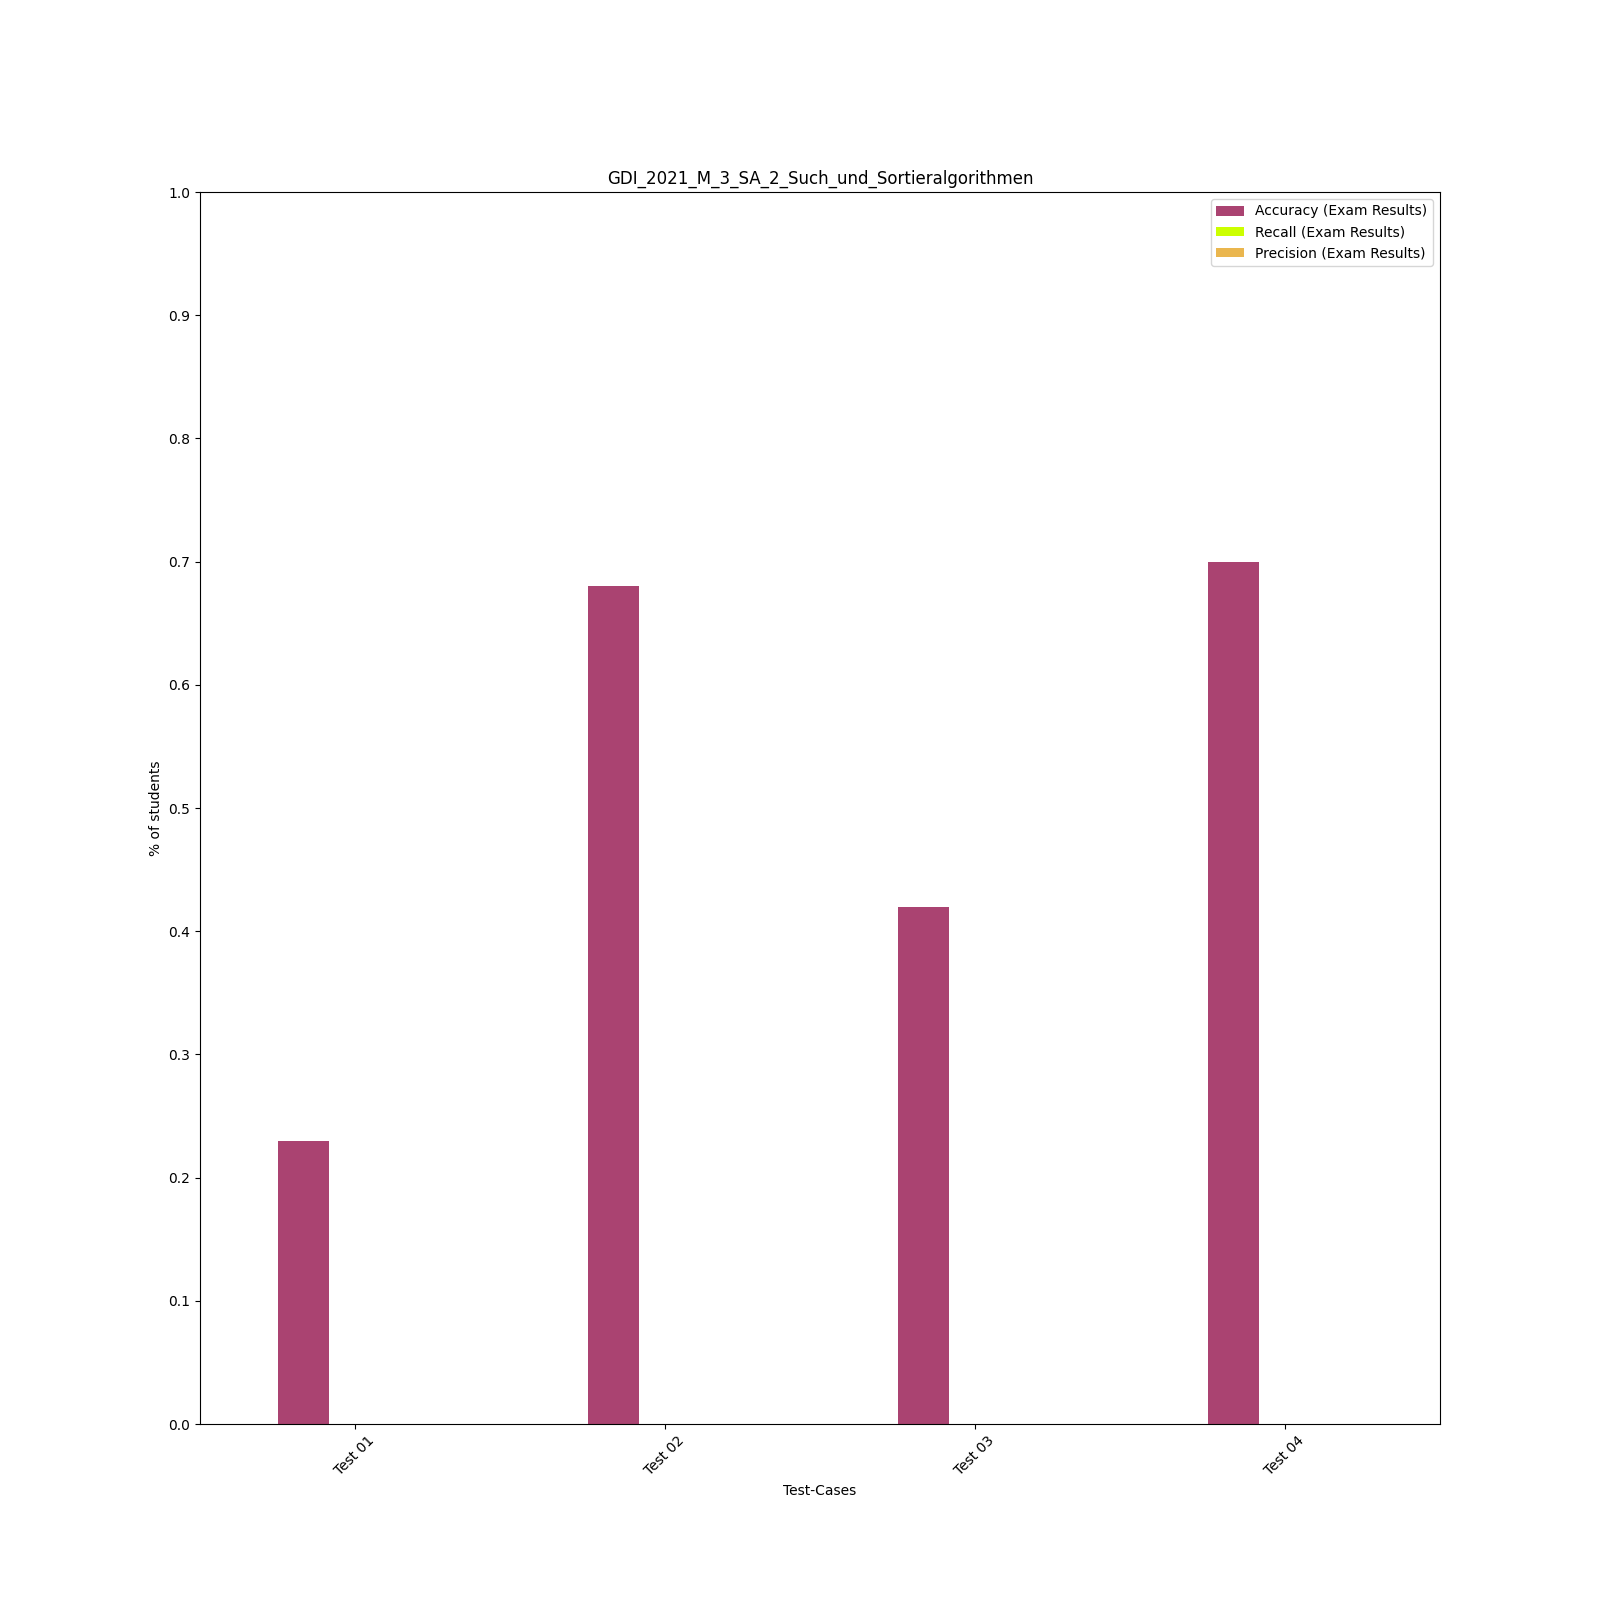 GDI_2021_M_3_SA_2_Such_und_Sortieralgorithmen
1.0
0.9
0.8
0.7
0.6
0.5
0.4
0.3
0.2
0.1
0.0
% of students
Accuracy (Exam Results)
Recall (Exam Results)
Precision (Exam Results)
Test 01
Test 02
Test 03
Test 04
Test-Cases